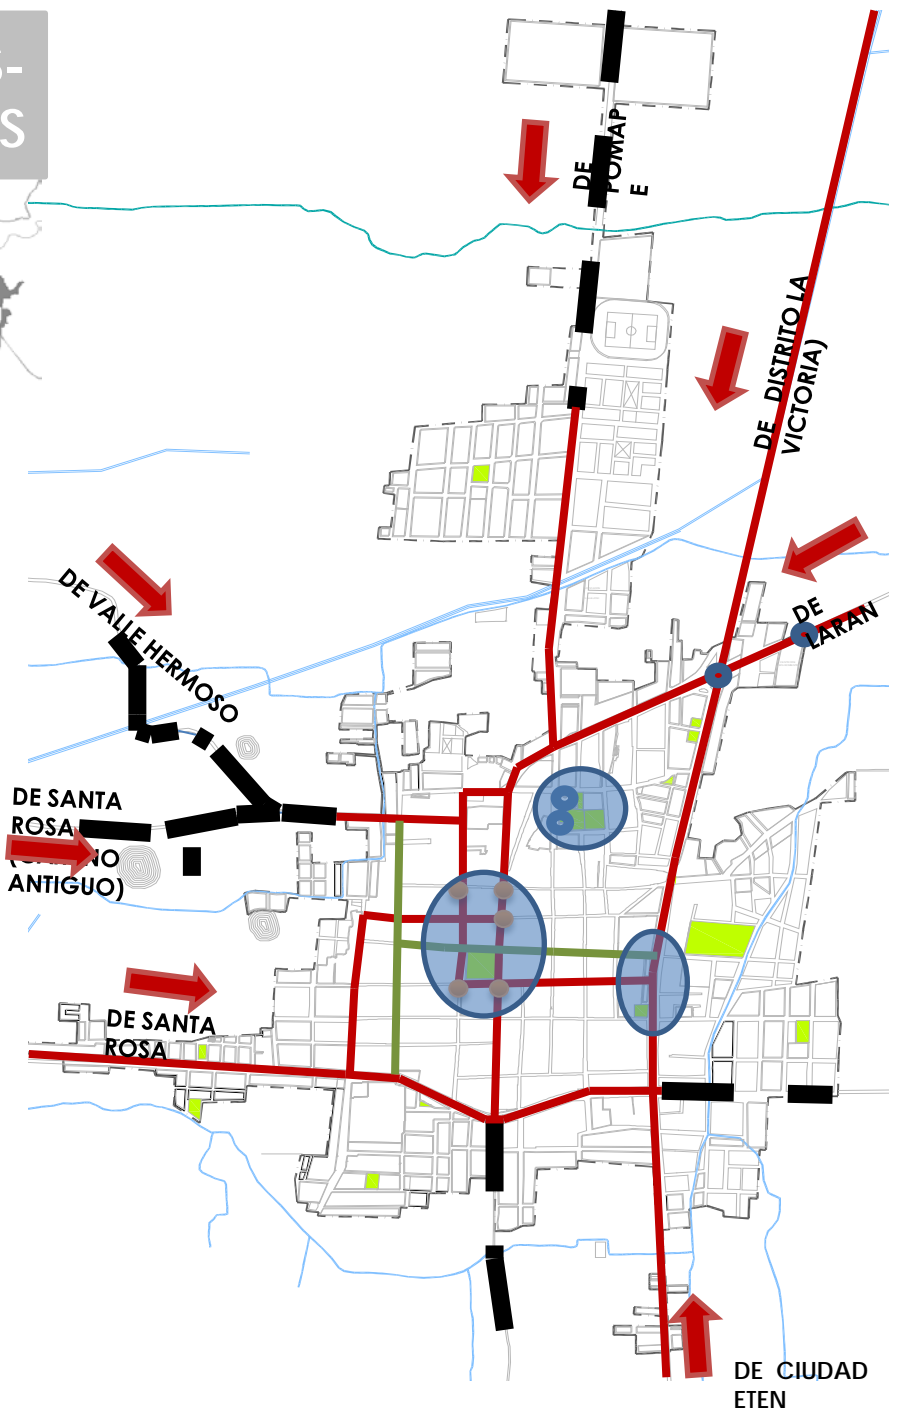 S-
S
DE
POMAP
E
DE DISTRITO LA
VICTORIA)
DE
LARAN
DE VALLE HERMOSO
DE SANTA
ROSA
(CAMINO
ANTIGUO)
DE SANTA
ROSA
DE CIUDAD
ETEN